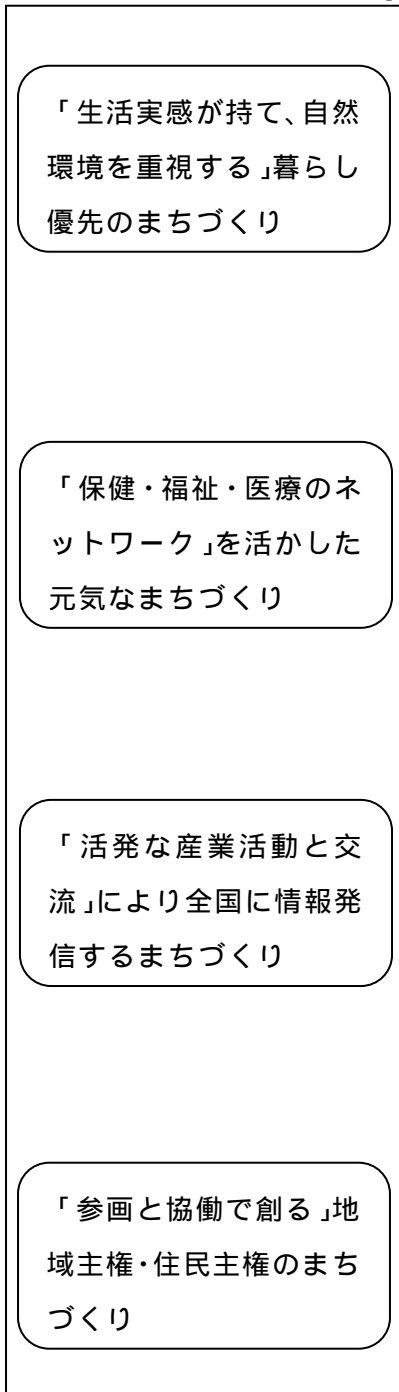 「生活実感が持て、自然
環境を重視する」暮らし
優先のまちづくり
「保健・福祉・医療のネ
ットワーク」を活かした
元気なまちづくり
「活発な産業活動と交
流」により全国に情報発
信するまちづくり
「参画と協働で創る」地
域主権・住民主権のまち
づくり